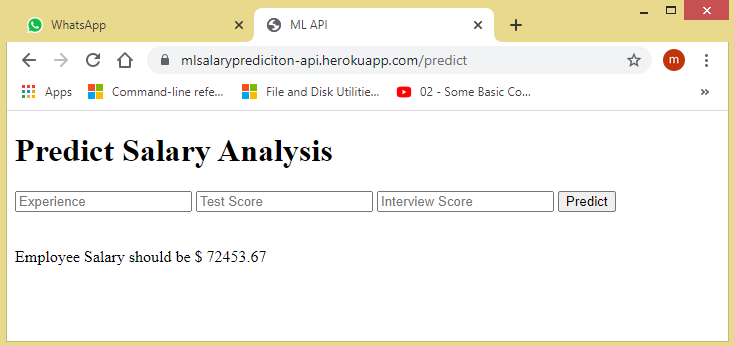 WhatsApp
ML API
mlsalaryprediciton-api.herokuapp.com/predict
m
Apps
Command-line refe...
File and Disk Utilitie...
02 - Some Basic Co...
»
Predict Salary Analysis
Experience
Test Score
Interview Score
Predict
Employee Salary should be $ 72453.67